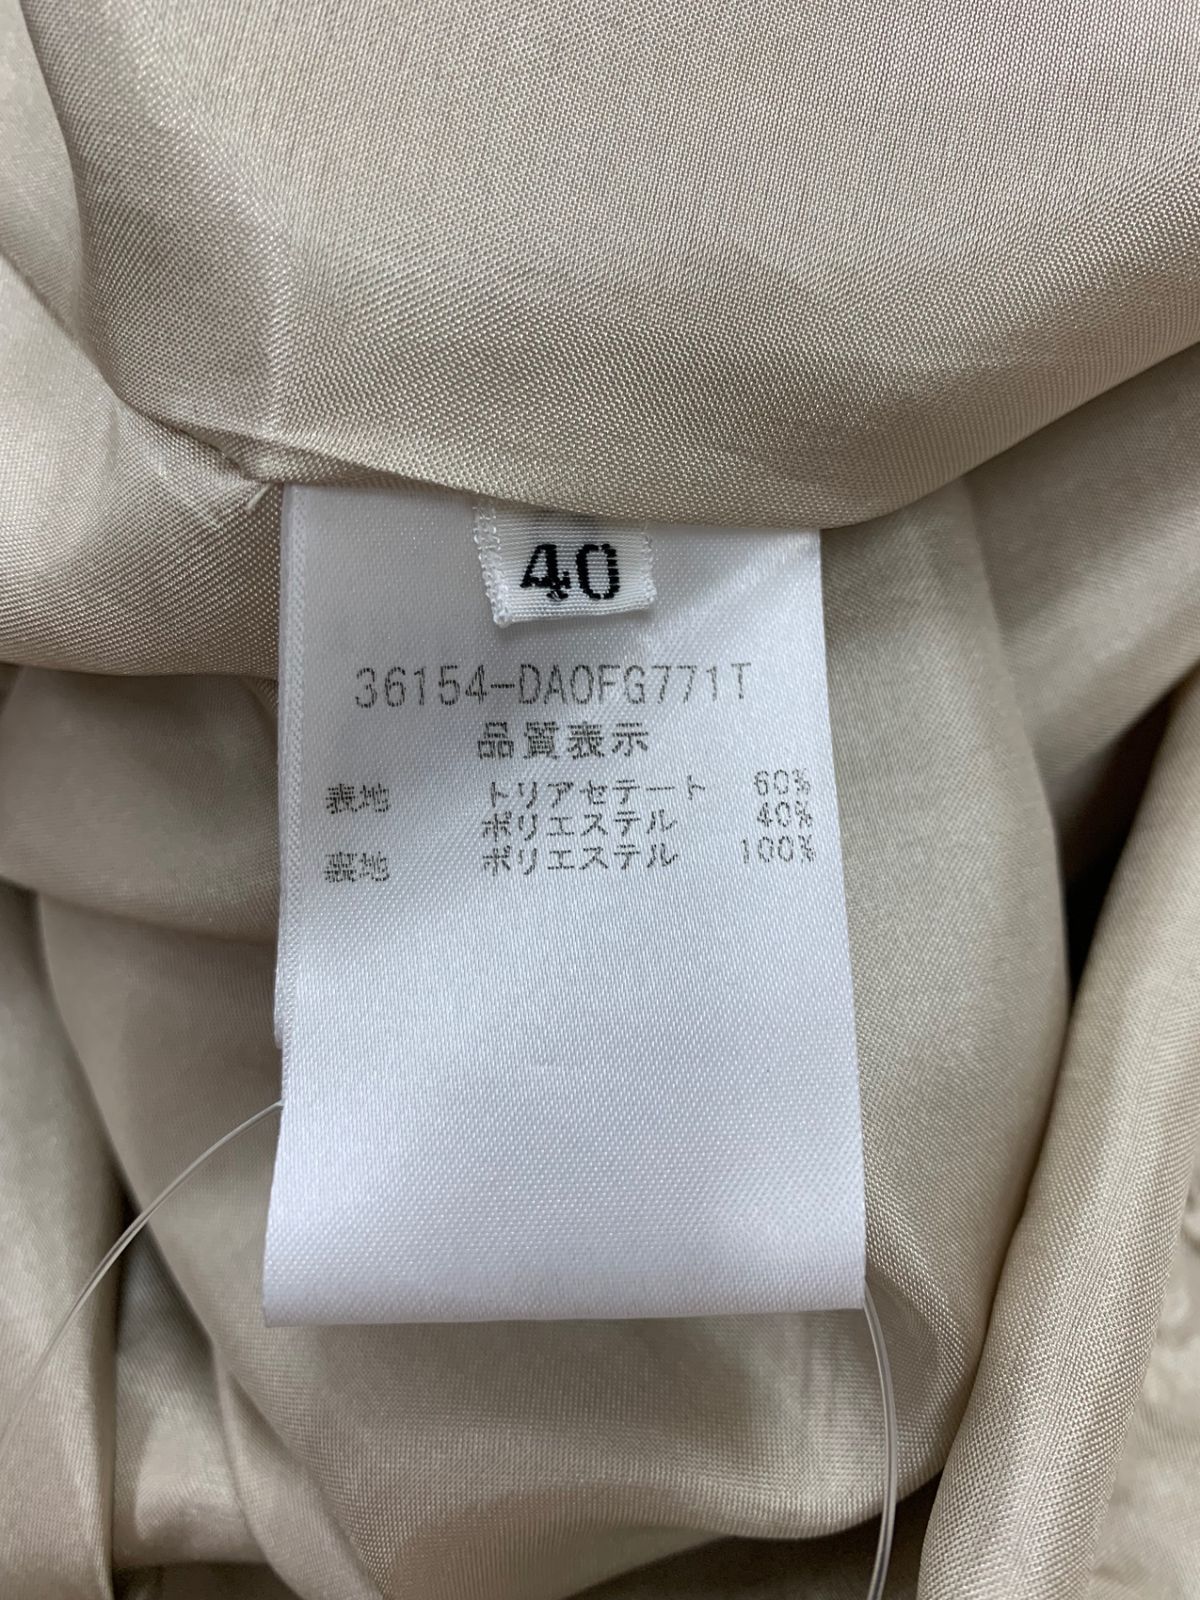 40
36154-DA0FG771T
品質表示
表地 トリアセテート 60%
ポリエステル 40%
裏地 ポリエステル 100%